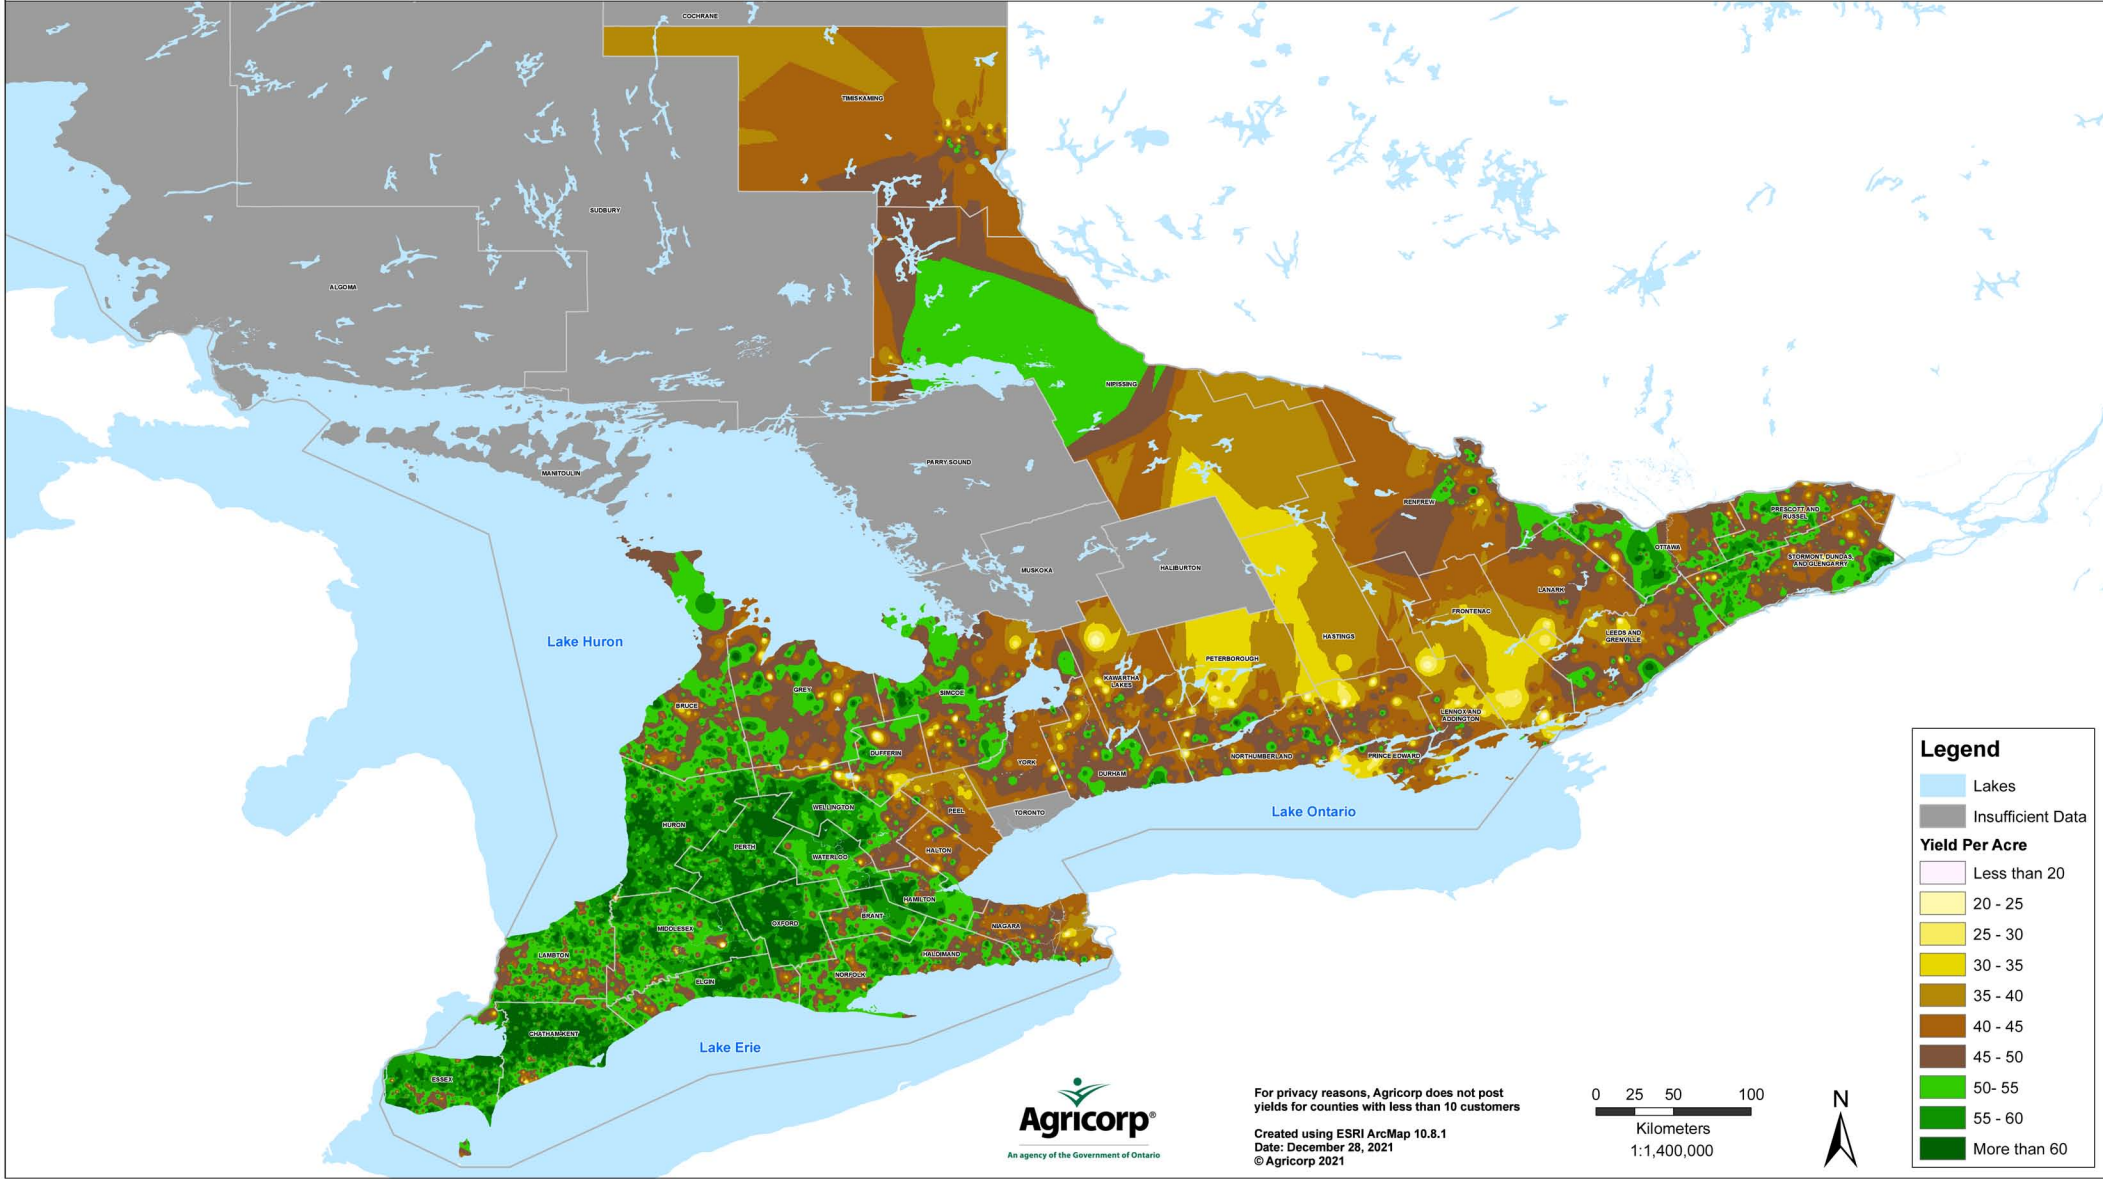 COCHRANE
TIMISKAMING
SUDBURY
ALGOMA
NIPISSING
MANITOULIN
PARRY SOUND
RENFREW
MUSKOKA
HALIBURTON
OTTAWA
PRESCOTT AND
RUSSEL
STORMONT, DUNDAS,
AND GLENGARRY
LANARK
FRONTENAC
LEEDS AND
GRENVILLE
HASTINGS
PETERBOROUGH
KAWARTHA
LAKES
LENNOX AND
ADDINGTON
Lake Huron
GREY
SIMCOE
BRUCE
DUFFERIN
YORK
DURHAM
NORTHUMBERLAND
PRINCE EDWARD
WELLINGTON
PEEL
TORONTO
Lake Ontario
HURON
PERTH
WATERLOO
HALTON
HAMILTON
BRANT
OXFORD
MIDDLESEX
NIAGARA
HALDIMAND
LAMBTON
NORFOLK
ELGIN
CHATHAM-KENT
Lake Erie
ESSEX
Legend
Lakes
Insufficient Data
Yield Per Acre
Less than 20
20 - 25
25 - 30
30 - 35
35 - 40
40 - 45
45 - 50
50- 55
55 - 60
More than 60
Agricorp®
An agency of the Government of Ontario
For privacy reasons, Agricorp does not post
yields for counties with less than 10 customers
Created using ESRI ArcMap 10.8.1
Date: December 28, 2021
© Agricorp 2021
0 25 50 100
Kilometers
1:1,400,000
N